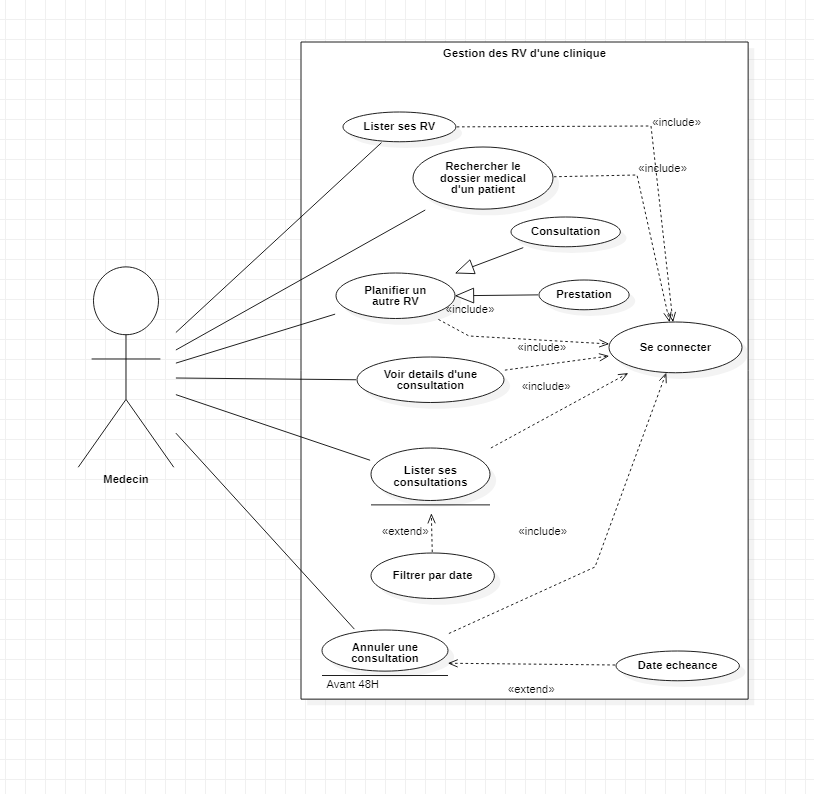 Gestion des RV d'une clinique
Lister ses RV
«include»
Rechercher le
dossier medical
d'un patient
«include»
Consultation
Planifier un
autre RV
Prestation
«include»
«include»
Se connecter
Voir details d'une
consultation
«include»
Lister ses
consultations
Medecin
«extend»
«include»
Filtrer par date
Annuler une
consultation
Date echeance
Avant 48H
«extend»